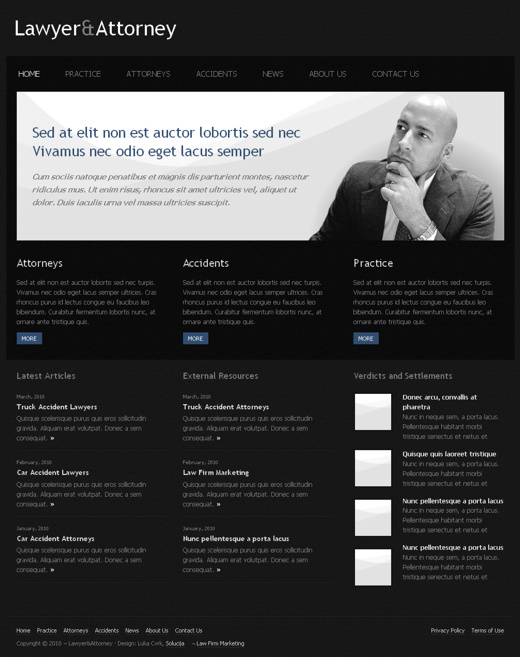 Lawyer&Attorney
HOME PRACTICE ATTORNEYS ACCIDENTS NEWS ABOUT US CONTACT US
Sed at elit non est auctor lobortis sed nec
Vivamus nec odio eget lacus semper
Cum sociis natoque penatibus et magnis dis parturient montes, nascetur
ridiculus mus. Ut enim risus, rhoncus sit amet ultricies vel, aliquet ut
dolor. Duis iaculis urna vel massa ultricies suscipit.
Attorneys
Sed at elit non est auctor lobortis sed nec turpis.
Vivamus nec odio eget lacus semper ultrices. Cras
rhoncus purus id lectus congue eu faucibus leo
bibendum. Curabitur fermentum lobortis nunc, at
ornare ante tristique quis.
MORE
Accidents
Sed at elit non est auctor lobortis sed nec turpis.
Vivamus nec odio eget lacus semper ultrices. Cras
rhoncus purus id lectus congue eu faucibus leo
bibendum. Curabitur fermentum lobortis nunc, at
ornare ante tristique quis.
MORE
Practice
Sed at elit non est auctor lobortis sed nec turpis.
Vivamus nec odio eget lacus semper ultrices. Cras
rhoncus purus id lectus congue eu faucibus leo
bibendum. Curabitur fermentum lobortis nunc, at
ornare ante tristique quis.
MORE
Latest Articles
March, 2010
Truck Accident Lawyers
Quisque scelerisque purus quis eros sollicitudin
gravida. Aliquam erat volutpat. Donec a sem
consequat. »
February, 2010
Car Accident Lawyers
Quisque scelerisque purus quis eros sollicitudin
gravida. Aliquam erat volutpat. Donec a sem
consequat. »
January, 2010
Car Accident Attorneys
Quisque scelerisque purus quis eros sollicitudin
gravida. Aliquam erat volutpat. Donec a sem
consequat. »
External Resources
March, 2010
Truck Accident Attorneys
Quisque scelerisque purus quis eros sollicitudin
gravida. Aliquam erat volutpat. Donec a sem
consequat. »
February, 2010
Law Firm Marketing
Quisque scelerisque purus quis eros sollicitudin
gravida. Aliquam erat volutpat. Donec a sem
consequat. »
January, 2010
Nunc pellentesque a porta lacus
Quisque scelerisque purus quis eros sollicitudin
gravida. Aliquam erat volutpat. Donec a sem
consequat. »
Verdicts and Settlements
Donec arcu, convallis at
pharetra
Nunc in neque sem, a porta lacus.
Pellentesque habitant morbi
tristique senectus et netus et
Quisque quis laoreet tristique
Nunc in neque sem, a porta lacus.
Pellentesque habitant morbi
tristique senectus et netus et
Nunc pellentesque a porta lacus
Nunc in neque sem, a porta lacus.
Pellentesque habitant morbi
tristique senectus et netus et
Nunc pellentesque a porta lacus
Nunc in neque sem, a porta lacus.
Pellentesque habitant morbi
tristique senectus et netus et
Home Practice Attorneys Accidents News About Us Contact Us Privacy Policy Terms of Use
Copyright © 2010 – Lawyer&Attorney · Design: Luka Cvrk, Solucija ¬ Law Firm Marketing